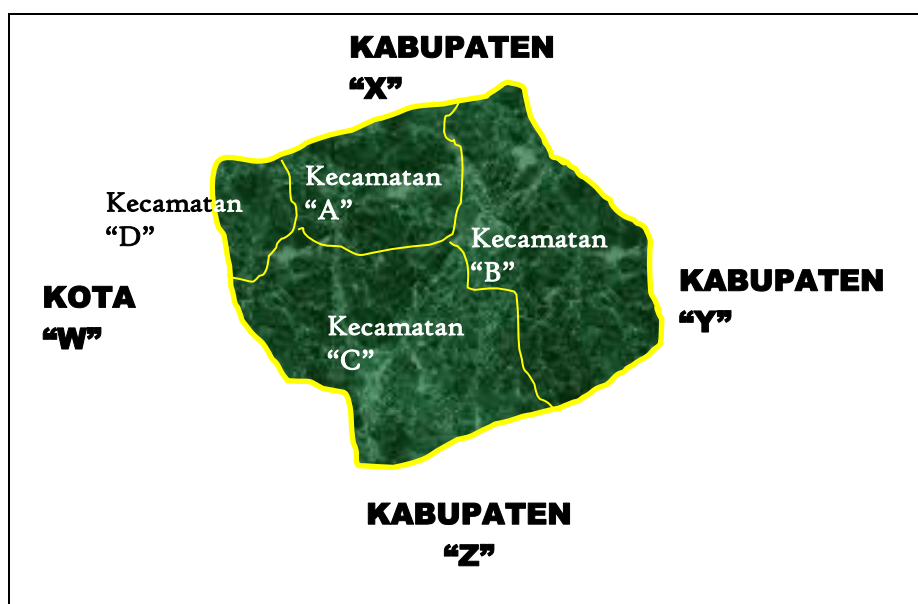 KABUPATEN
“X”
Kecamatan
“A”
Kecamatan
“D”
Kecamatan
“B”
KABUPATEN
“Y”
KOTA
“W”
Kecamatan
“C”
KABUPATEN
“Z”